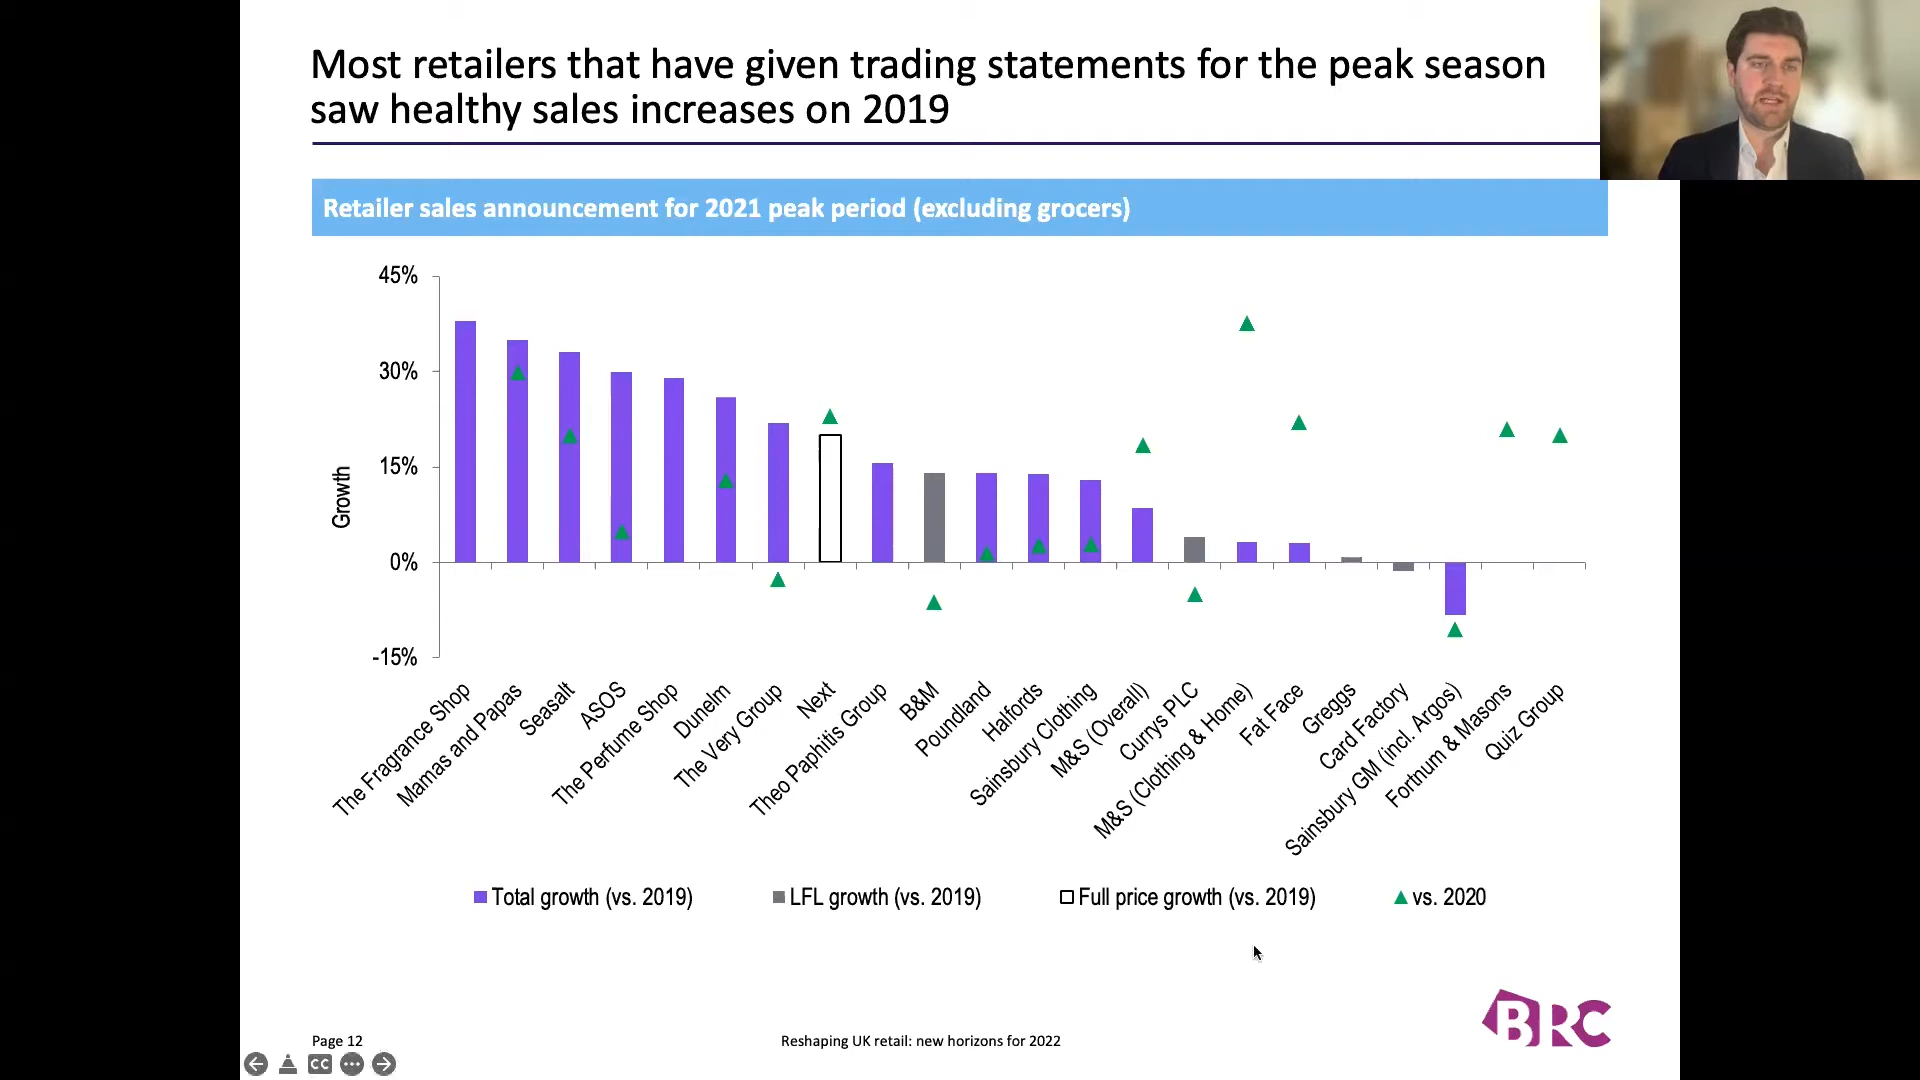 Most retailers that have given trading statements for the peak season
saw healthy sales increases on 2019
Retailer sales announcement for 2021 peak period (excluding grocers)
45%
30%
15%
0%
-15%
Growth
The Fragrance Shop
Mamas and Papas
Seasalt
ASOS
The Perfume Shop
Dunelm
The Very Group
Next
Theo Paphitis Group
B&M
Poundland
Halfords
Sainsbury Clothing
M&S (Overall)
Currys PLC
M&S (Clothing & Home)
Fat Face
Greggs
Card Factory
Sainsbury GM (incl. Argos)
Fortnum & Masons
Quiz Group
Total growth (vs. 2019)
LFL growth (vs. 2019)
Full price growth (vs. 2019)
vs. 2020
BRC
Page 12
Reshaping UK retail: new horizons for 2022
CC